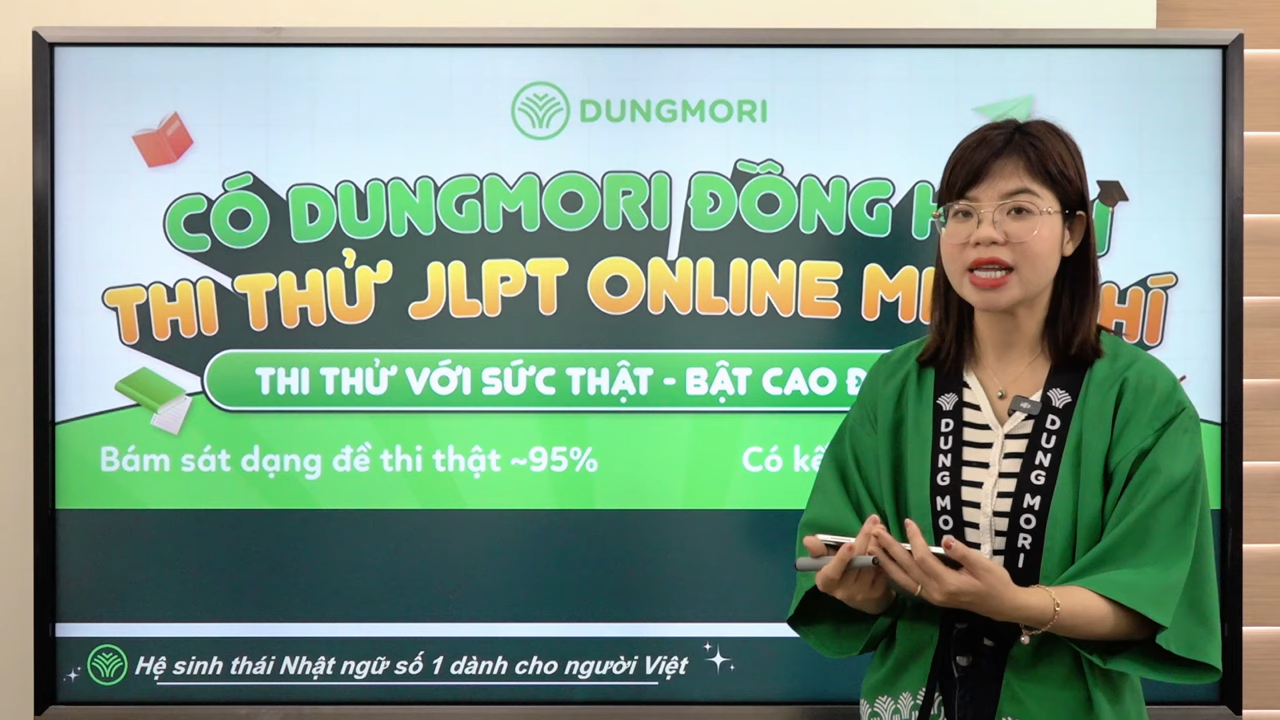 DUNGMORI
CÓ DUNGMORI ĐỒNG
THI THỬ JLPT ONLINE
THI THỬ VỚI SỨC THẬT - BẬT CAO
Bám sát dạng đề thi thật ~95%
Có
Hệ sinh thái Nhật ngữ số 1 dành cho người Việt
DUNG MORI
DUNG MORI